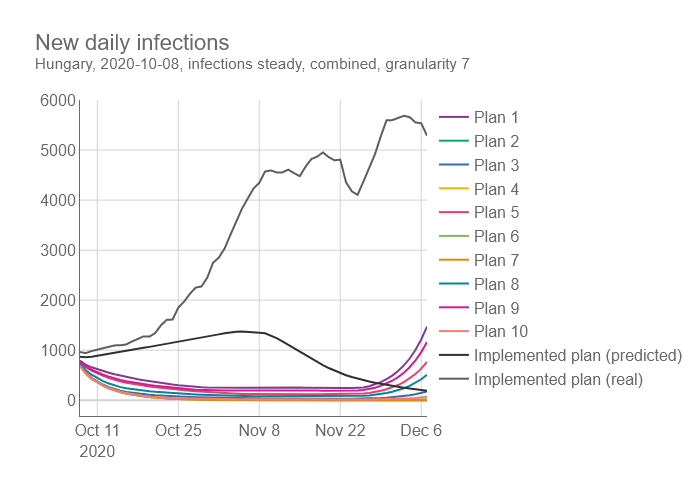 New daily infections
Hungary, 2020-10-08, infections steady, combined, granularity 7
6000
5000
4000
3000
2000
1000
0
Oct 11
2020
Oct 25
Nov 8
Nov 22
Dec 6
Plan 1
Plan 2
Plan 3
Plan 4
Plan 5
Plan 6
Plan 7
Plan 8
Plan 9
Plan 10
Implemented plan (predicted)
Implemented plan (real)